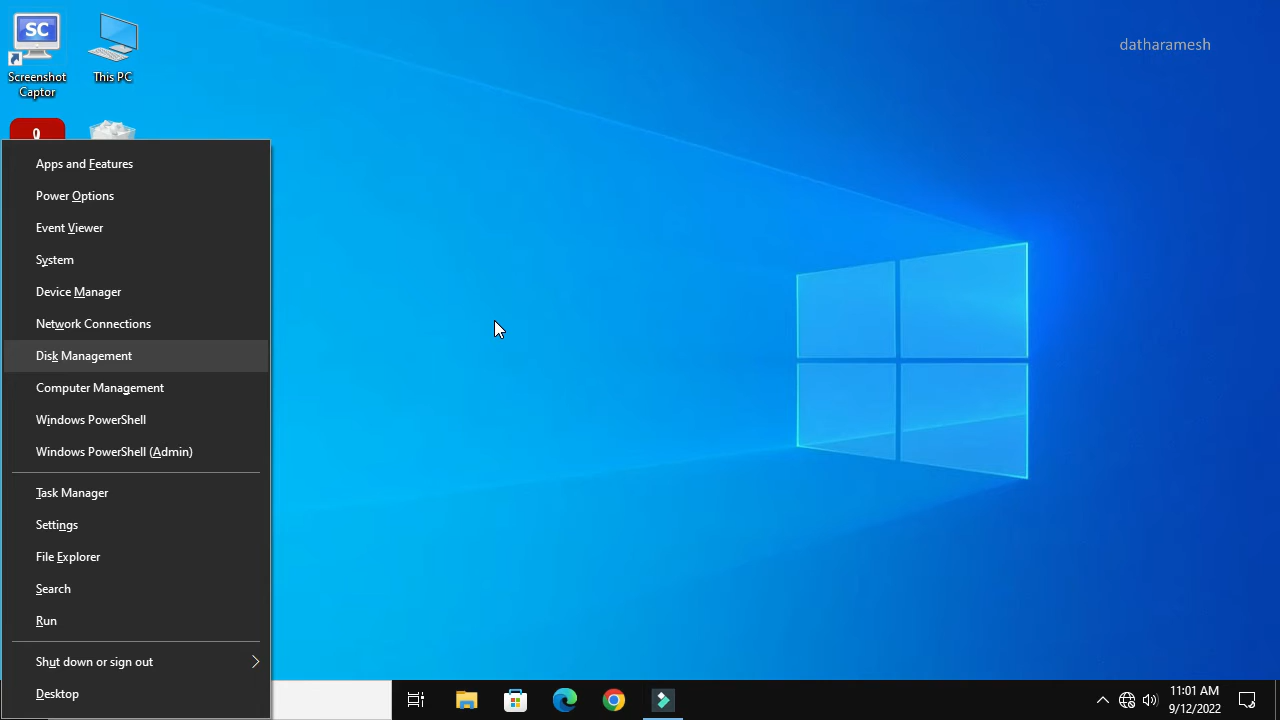 SC
Screenshot
Captor
This PC
datharamesh
Apps and Features
Power Options
Event Viewer
System
Device Manager
Network Connections
Disk Management
Computer Management
Windows PowerShell
Windows PowerShell (Admin)
Task Manager
Settings
File Explorer
Search
Run
Shut down or sign out
Desktop
11:01 AM
9/12/2022